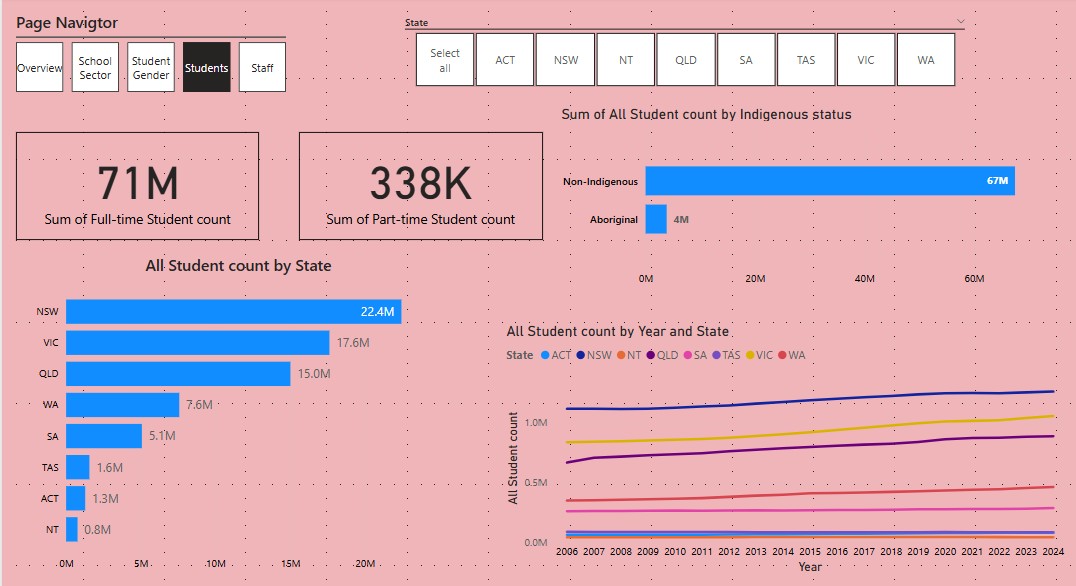 Page Navigtor
Overview
School
Sector
Student
Gender
Students
Staff
State
Select
all
ACT
NSW
NT
QLD
SA
TAS
VIC
WA
71M
Sum of Full-time Student count
338K
Sum of Part-time Student count
Sum of All Student count by Indigenous status
Non-Indigenous 67M
Aboriginal 4M
0M 20M 40M 60M
All Student count by State
NSW 22.4M
VIC 17.6M
QLD 15.0M
WA 7.6M
SA 5.1M
TAS 1.6M
ACT 1.3M
NT 0.8M
0M 5M 10M 15M 20M
All Student count by Year and State
State ACT NSW NT QLD SA TAS VIC WA
All Student count
1.0M
0.5M
0.0M
2006 2007 2008 2009 2010 2011 2012 2013 2014 2015 2016 2017 2018 2019 2020 2021 2022 2023 2024
Year